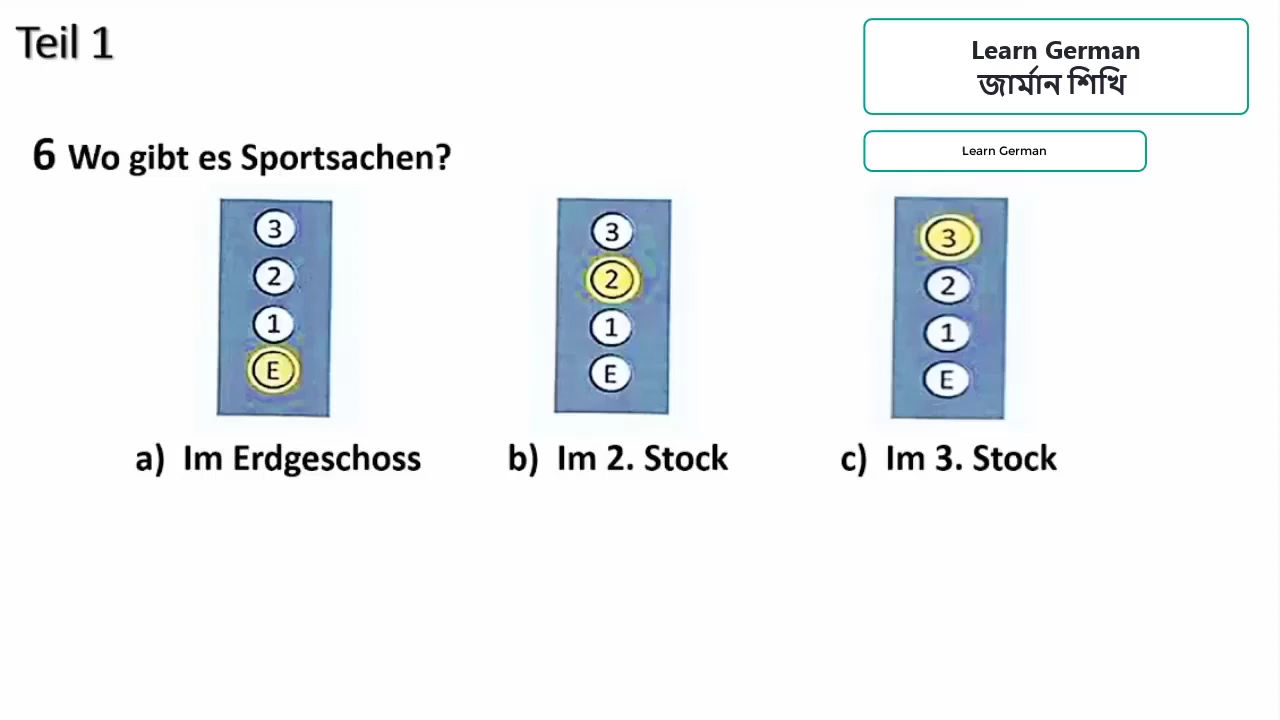 Teil 1
Learn German
জার্মান শিখি
Learn German
6 Wo gibt es Sportsachen?
3
2
1
E
3
2
1
E
3
2
1
E
a) Im Erdgeschoss
b) Im 2. Stock
c) Im 3. Stock